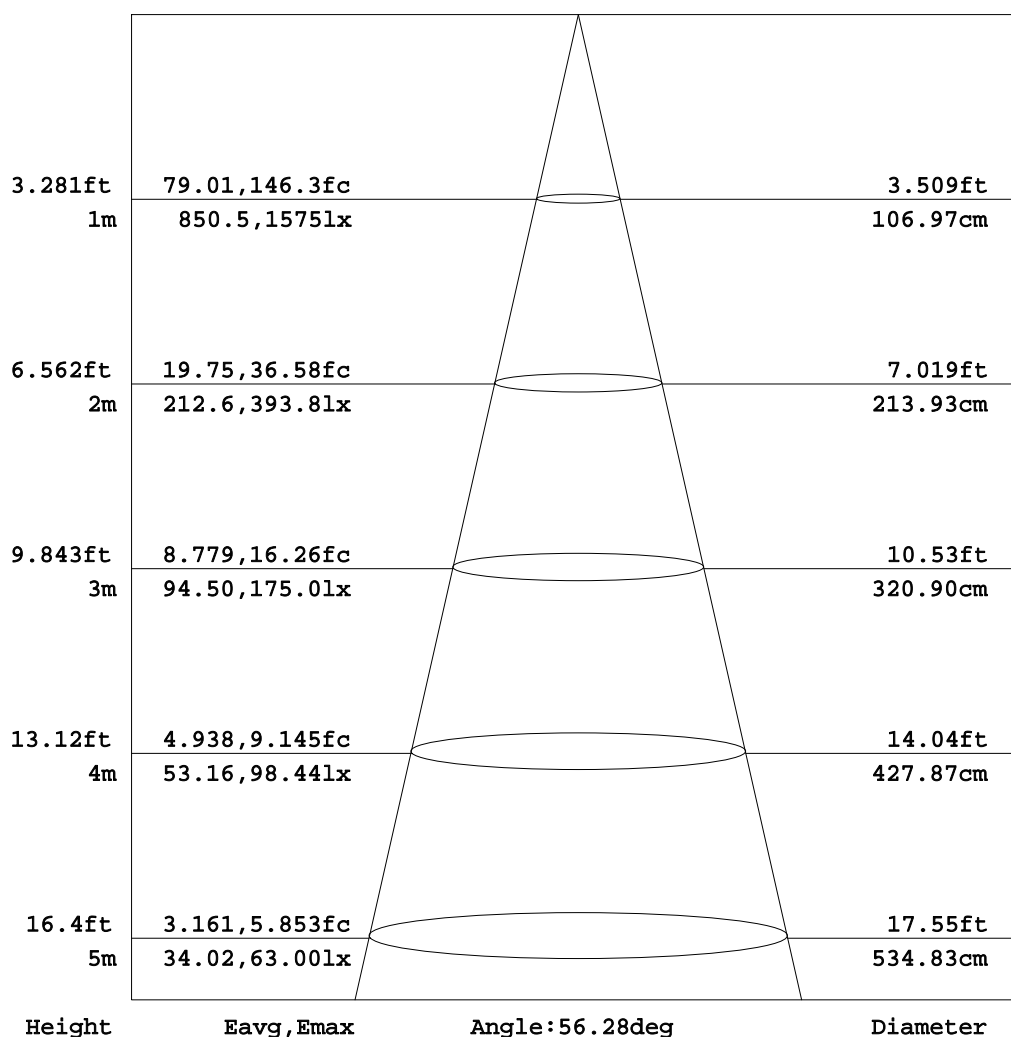 3.281ft 79.01,146.3fc 3.509ft
1m 850.5,1575lx 106.97cm
6.562ft 19.75,36.58fc 7.019ft
2m 212.6,393.8lx 213.93cm
9.843ft 8.779,16.26fc 10.53ft
3m 94.50,175.0lx 320.90cm
13.12ft 4.938,9.145fc 14.04ft
4m 53.16,98.44lx 427.87cm
16.4ft 3.161,5.853fc 17.55ft
5m 34.02,63.00lx 534.83cm
Height Eavg,Emax Angle:56.28deg Diameter